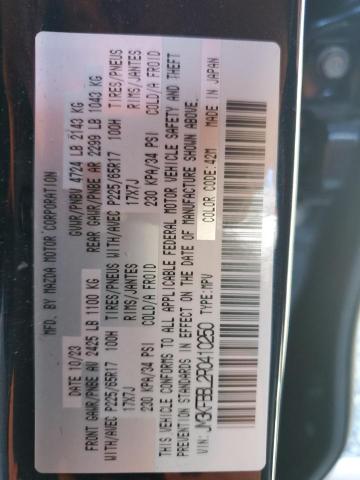 MFD. BY MAZDA MOTOR CORPORATION
10/23 GVWR/PNBV 4724 LB 2143 KG
FRONT GAWR/PNBE AV 2425 LB 1100 KG REAR GAWR/PNBE AR 2299 LB 1043 KG
WITH/AVEC P225/65R17 100H TIRES/PNEUS WITH/AVEC P225/65R17 100H TIRES/PNEUS
17X7J RIMS/JANTES 17X7J RIMS/JANTES
230 KPA/34 PSI COLD/A FROID 230 KPA/34 PSI COLD/A FROID
THIS VEHICLE CONFORMS TO ALL APPLICABLE FEDERAL MOTOR VEHICLE SAFETY AND THEFT
PREVENTION STANDARDS IN EFFECT ON THE DATE OF MANUFACTURE SHOWN ABOVE.
COLOR CODE: 42M MADE IN JAPAN
VIN: TYPE: MPV